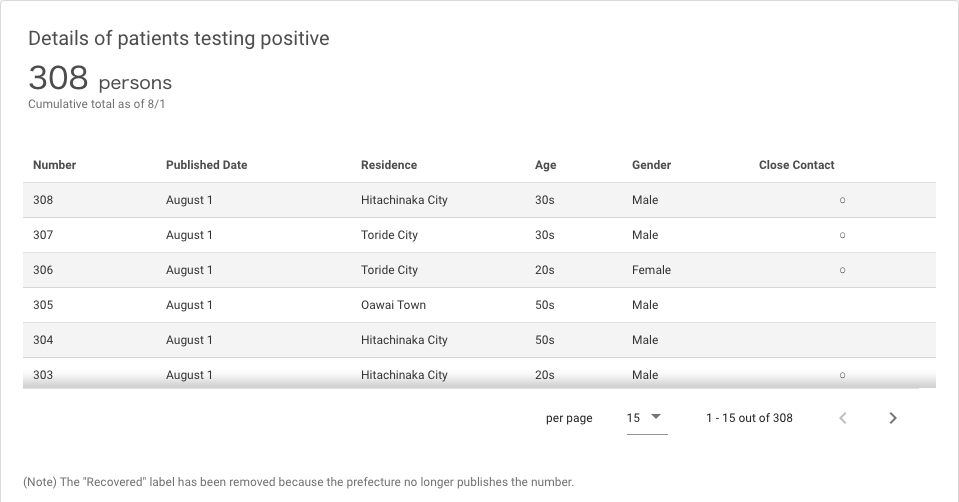 Details of patients testing positive
308 persons
Cumulative total as of 8/1
Number Published Date Residence Age Gender Close Contact
308 August 1 Hitachinaka City 30s Male ○
307 August 1 Toride City 30s Male ○
306 August 1 Toride City 20s Female ○
305 August 1 Oawai Town 50s Male
304 August 1 Hitachinaka City 50s Male
303 August 1 Hitachinaka City 20s Male ○
per page 15 1 - 15 out of 308
(Note) The "Recovered" label has been removed because the prefecture no longer publishes the number.